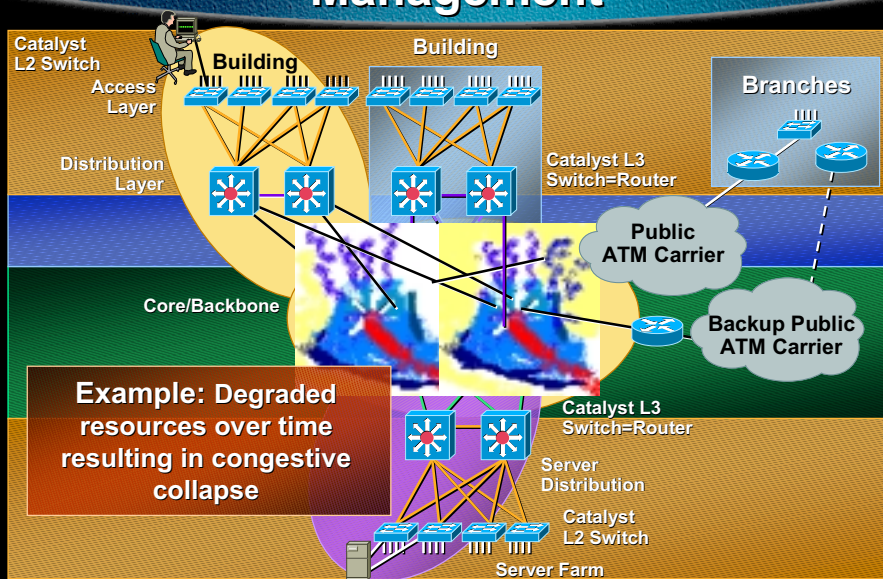 Management
Catalyst
L2 Switch
Building
Building
Access
Layer
Branches
Distribution
Layer
Catalyst L3
Switch=Router
Public
ATM Carrier
Core/Backbone
Backup Public
ATM Carrier
Example: Degraded
resources over time
resulting in congestive
collapse
Catalyst L3
Switch=Router
Server
Distribution
Catalyst
L2 Switch
Server Farm